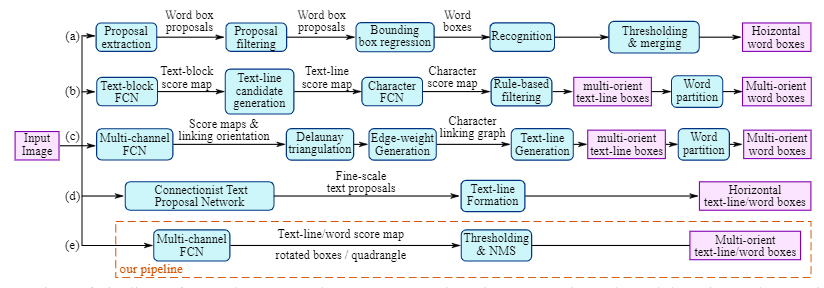 (a)
Proposal
extraction
Word box
proposals
Proposal
filtering
Word box
proposals
Bounding
box regression
Word
boxes
Recognition
Thresholding
& merging
Hoizontal
word boxes
(b)
Text-block
FCN
Text-block
score map
Text-line
candidate
generation
Text-line
score map
Character
FCN
Character
score map
Rule-based
filtering
multi-orient
text-line boxes
Word
partition
Multi-orient
word boxes
Input
Image
(c)
Multi-channel
FCN
Score maps &
linking orientation
Delaunay
triangulation
Edge-weight
Generation
Character
linking graph
Text-Line
Generation
multi-orient
text-line boxes
Word
partition
Multi-orient
word boxes
(d)
Connectionist Text
Proposal Network
Fine-scale
text proposals
Text-line
Formation
Horizontal
text-line/word boxes
(e)
Multi-channel
FCN
Text-line/word score map
rotated boxes / quadrangle
Thresholding
& NMS
Multi-orient
text-line/word boxes
our pipeline